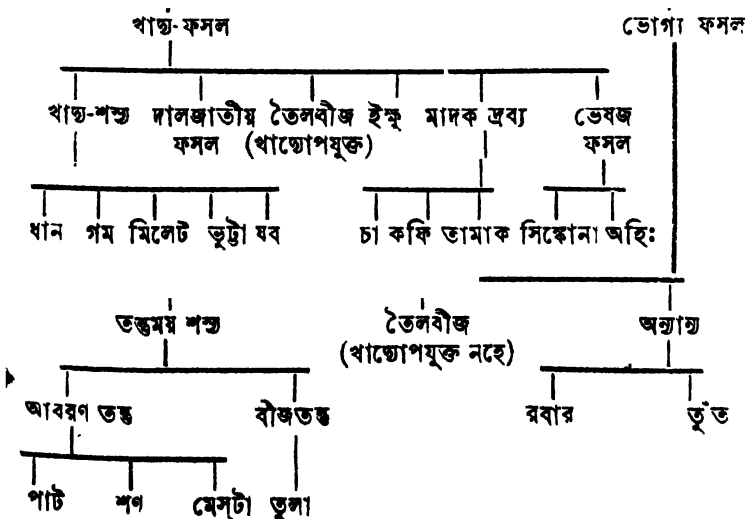 খাদ্য-ফসল ভোগ্য ফসল
খাদ্য-শস্য দালজাতীয় তৈলবীজ ইক্ষু মাদক দ্রব্য ভেষজ
ফসল (খাদ্যোপযুক্ত) ফসল
ধান গম মিলেট ভুট্টা যব চা কফি তামাক সিঙ্কোনা অহিঃ
তন্তুময় শস্য তৈলবীজ অন্যান্য
(খাদ্যোপযুক্ত নহে)
আবরণ তন্তু বীজতন্তু রবার তুঁত
পাট শণ মেস্টা তুলা